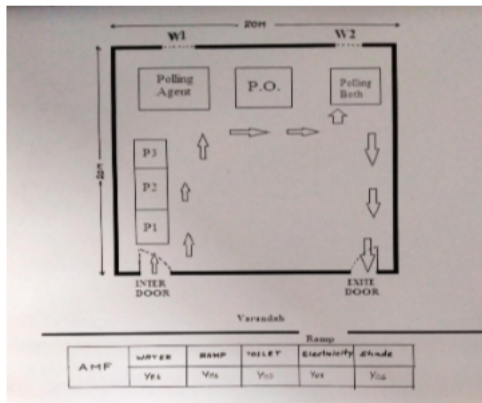 20M
W1 W2
Polling Agent
P.O.
Polling Both
20M
P3
P2
P1
INTER DOOR
EXITE DOOR
Varandah
Ramp
AMF WATER RAMP TOILET Electricity Shade
Yes Yes Yes Yes Yes